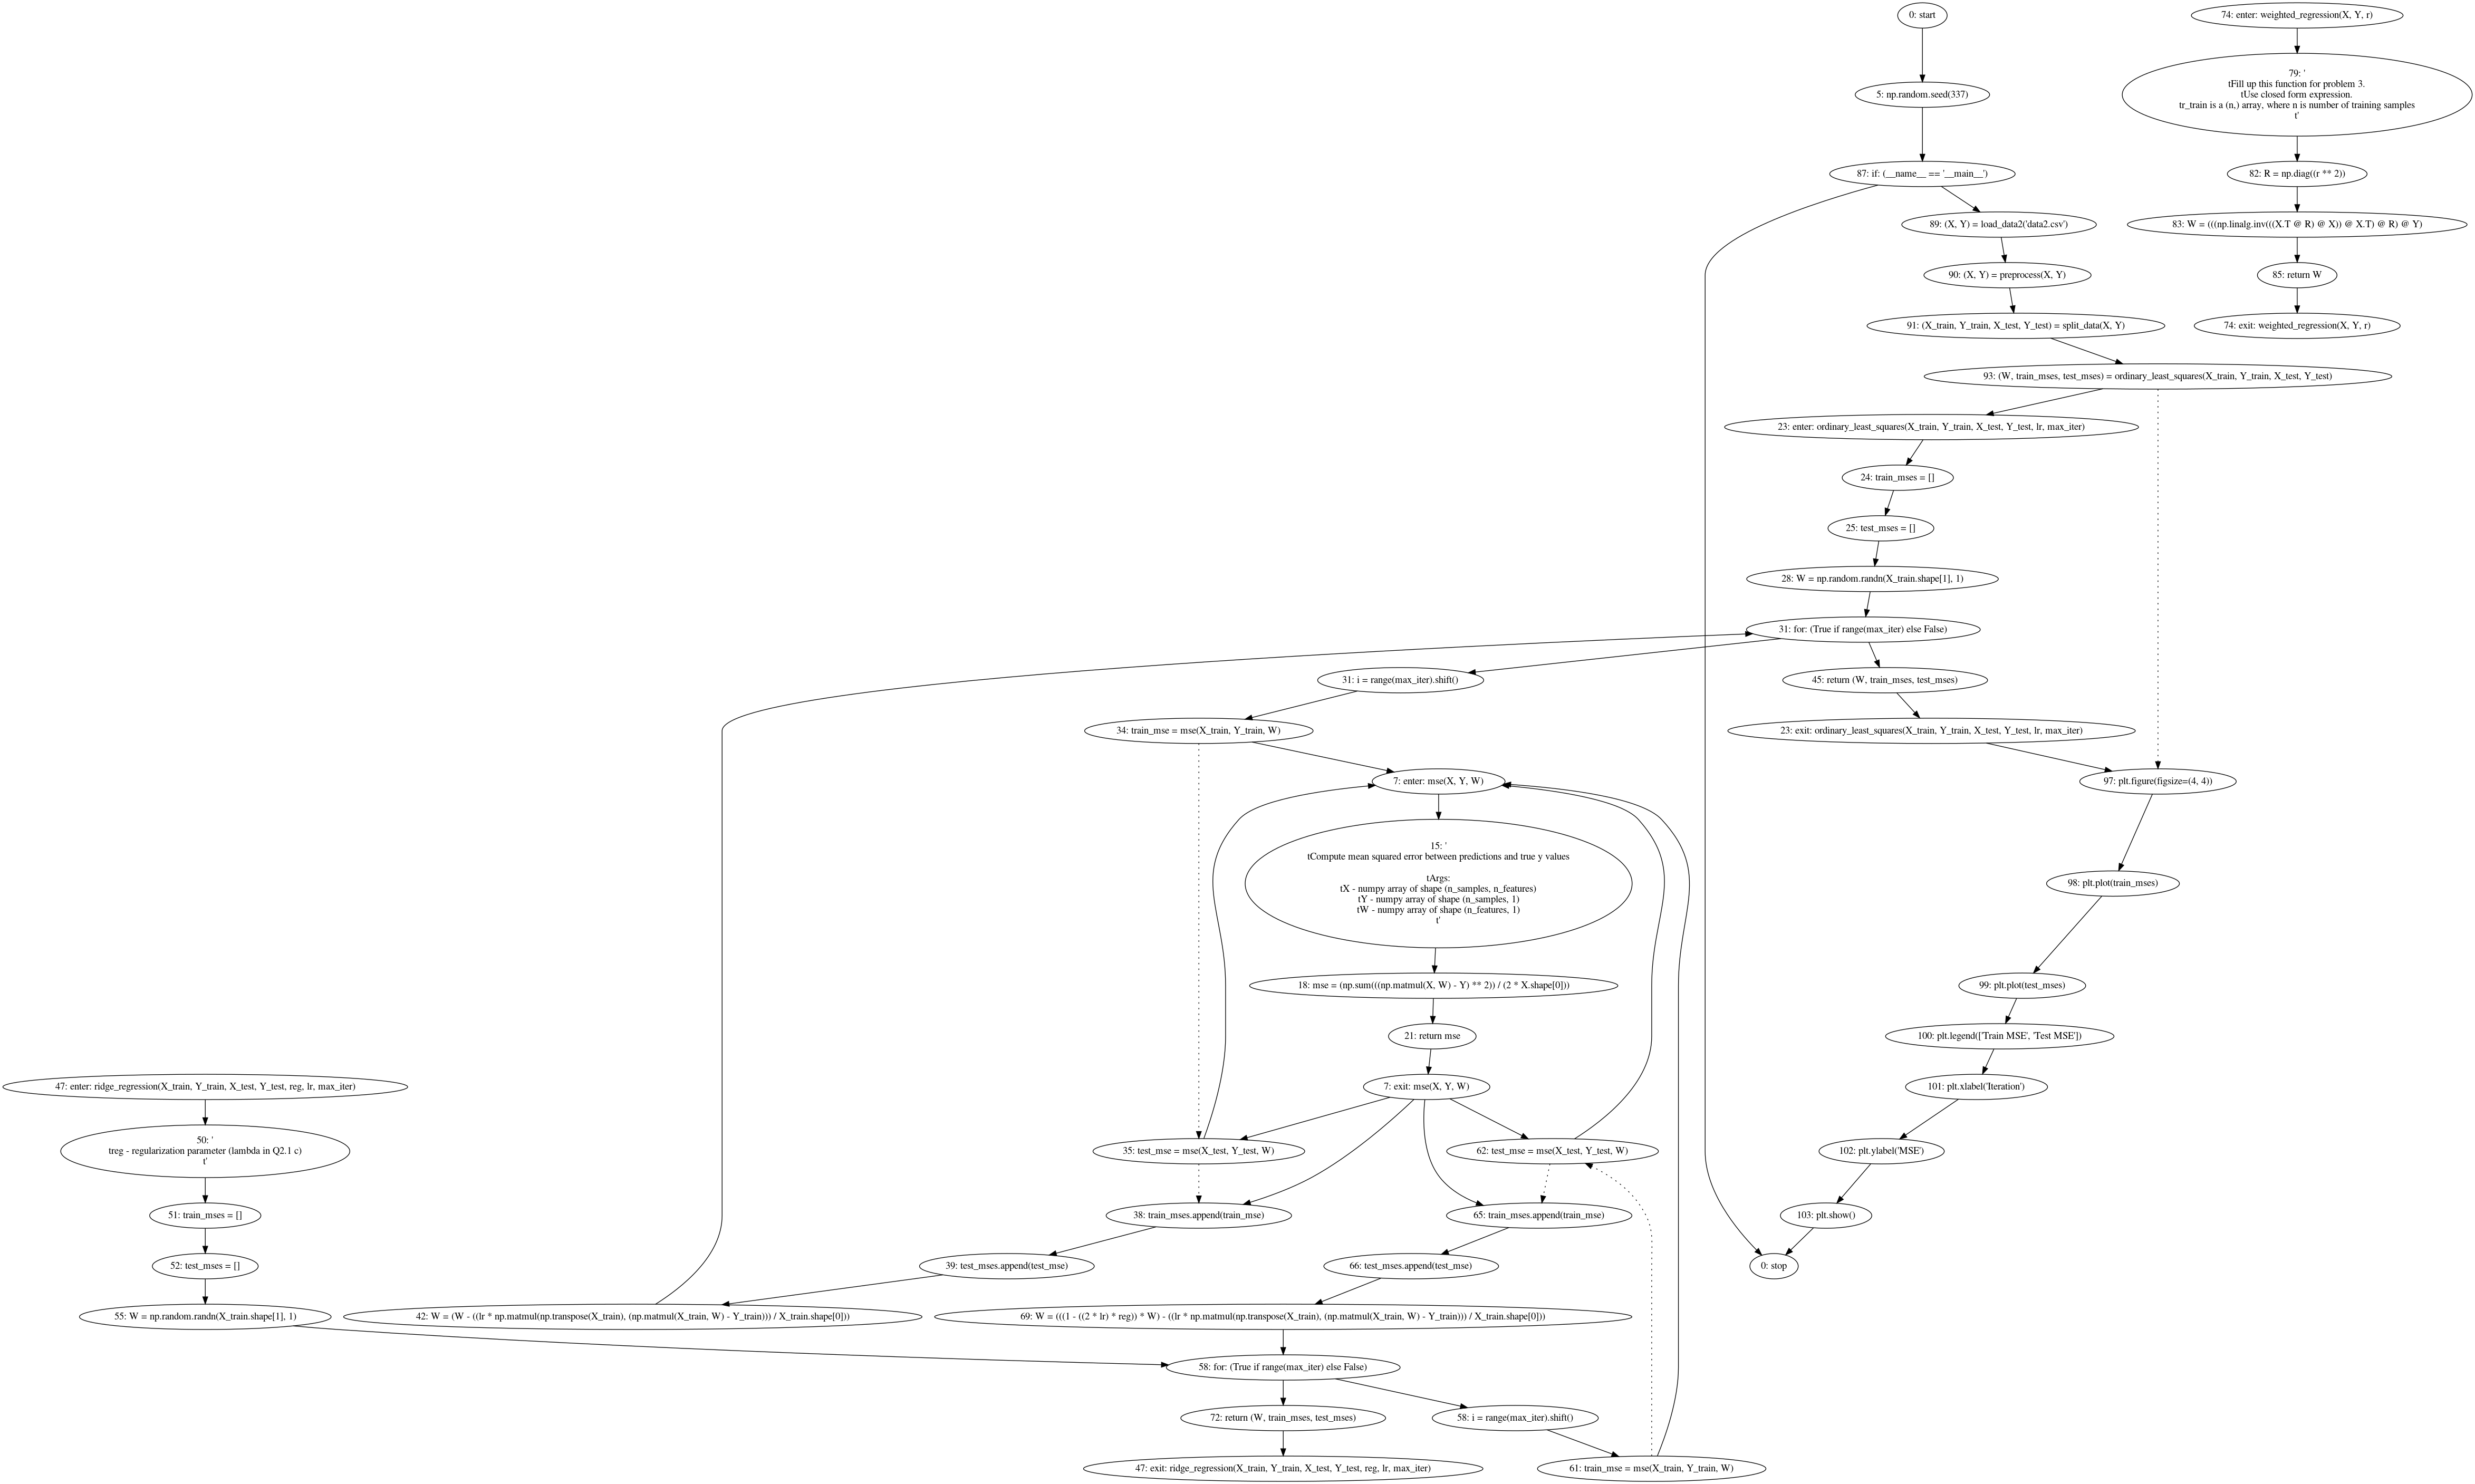 0: start
74: enter: weighted_regression(X, Y, r)
5: np.random.seed(337)
79: '
tFill up this function for problem 3.
tUse closed form expression.
tr_train is a (n,) array, where n is number of training samples
t'
87: if: (__name__ == '__main__')
82: R = np.diag((r ** 2))
89: (X, Y) = load_data2('data2.csv')
83: W = (((np.linalg.inv(((X.T @ R) @ X)) @ X.T) @ R) @ Y)
90: (X, Y) = preprocess(X, Y)
85: return W
91: (X_train, Y_train, X_test, Y_test) = split_data(X, Y)
74: exit: weighted_regression(X, Y, r)
93: (W, train_mses, test_mses) = ordinary_least_squares(X_train, Y_train, X_test, Y_test)
23: enter: ordinary_least_squares(X_train, Y_train, X_test, Y_test, lr, max_iter)
24: train_mses = []
25: test_mses = []
28: W = np.random.randn(X_train.shape[1], 1)
31: for: (True if range(max_iter) else False)
31: i = range(max_iter).shift()
45: return (W, train_mses, test_mses)
34: train_mse = mse(X_train, Y_train, W)
23: exit: ordinary_least_squares(X_train, Y_train, X_test, Y_test, lr, max_iter)
7: enter: mse(X, Y, W)
97: plt.figure(figsize=(4, 4))
15: '
tCompute mean squared error between predictions and true y values
tArgs:
tX - numpy array of shape (n_samples, n_features)
tY - numpy array of shape (n_samples, 1)
tW - numpy array of shape (n_features, 1)
t'
98: plt.plot(train_mses)
18: mse = (np.sum(((np.matmul(X, W) - Y) ** 2)) / (2 * X.shape[0]))
99: plt.plot(test_mses)
21: return mse
100: plt.legend(['Train MSE', 'Test MSE'])
47: enter: ridge_regression(X_train, Y_train, X_test, Y_test, reg, lr, max_iter)
7: exit: mse(X, Y, W)
101: plt.xlabel('Iteration')
50: '
treg - regularization parameter (lambda in Q2.1 c)
t'
35: test_mse = mse(X_test, Y_test, W)
62: test_mse = mse(X_test, Y_test, W)
102: plt.ylabel('MSE')
51: train_mses = []
38: train_mses.append(train_mse)
65: train_mses.append(train_mse)
103: plt.show()
52: test_mses = []
39: test_mses.append(test_mse)
66: test_mses.append(test_mse)
0: stop
55: W = np.random.randn(X_train.shape[1], 1)
42: W = (W - ((lr * np.matmul(np.transpose(X_train), (np.matmul(X_train, W) - Y_train))) / X_train.shape[0]))
69: W = (((1 - ((2 * lr) * reg)) * W) - ((lr * np.matmul(np.transpose(X_train), (np.matmul(X_train, W) - Y_train))) / X_train.shape[0]))
58: for: (True if range(max_iter) else False)
72: return (W, train_mses, test_mses)
58: i = range(max_iter).shift()
47: exit: ridge_regression(X_train, Y_train, X_test, Y_test, reg, lr, max_iter)
61: train_mse = mse(X_train, Y_train, W)